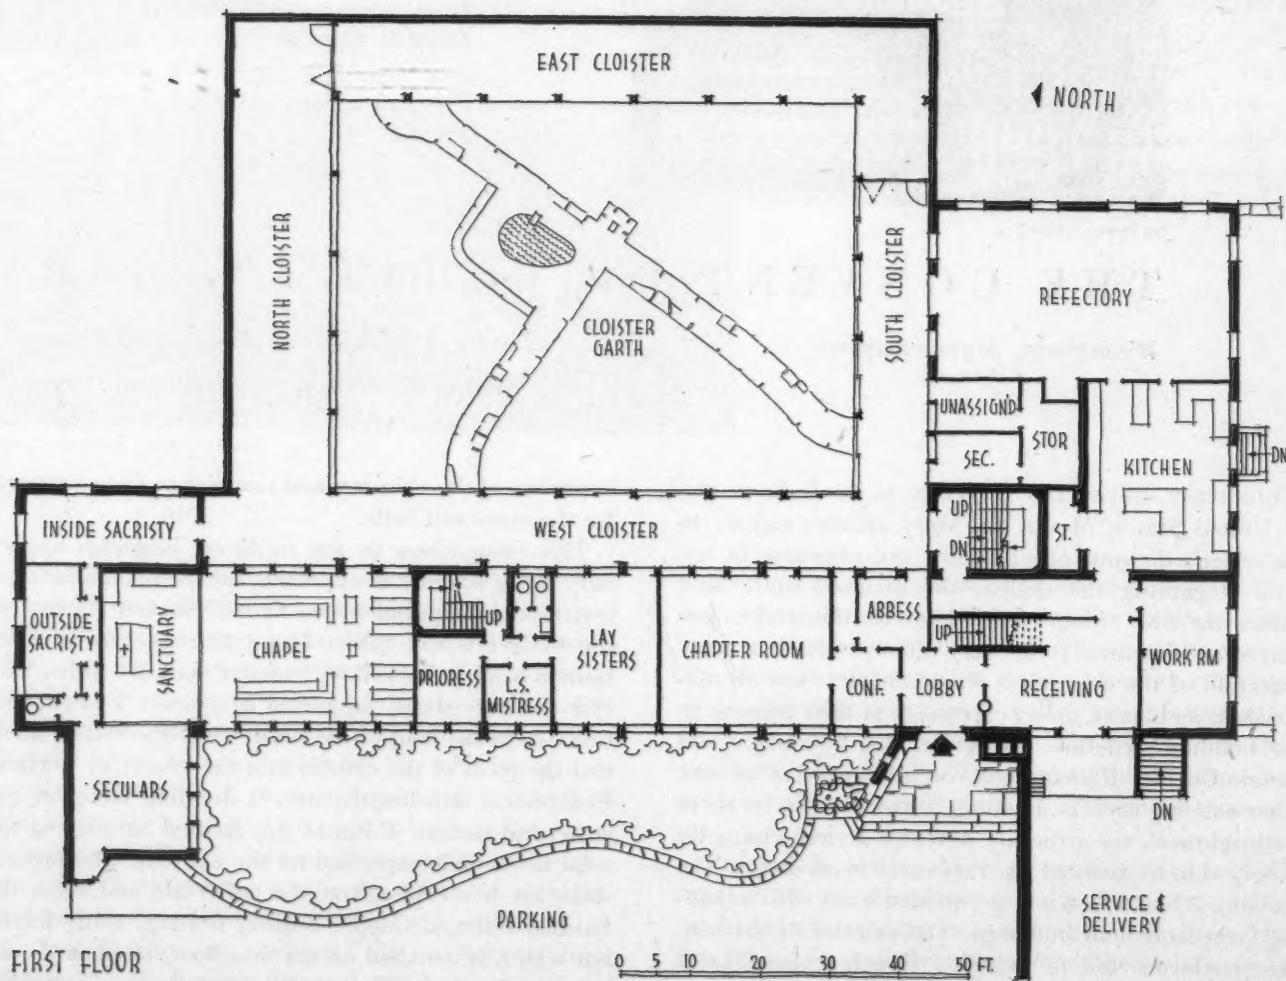 EAST CLOISTER
NORTH
NORTH CLOISTER
SOUTH CLOISTER
REFECTORY
CLOISTER
GARTH
UNASSIGN'D
SEC.
STOR
KITCHEN
DN
UP
DN
ST.
INSIDE SACRISTY
WEST CLOISTER
OUTSIDE
SACRISTY
SANCTUARY
CHAPEL
UP
PRIORESS
L.S.
MISTRESS
LAY
SISTERS
CHAPTER ROOM
ABBESS
UP
CONF.
LOBBY
RECEIVING
WORK RM
SECULARS
DN
PARKING
SERVICE &
DELIVERY
FIRST FLOOR
0 5 10 20 30 40 50 FT.